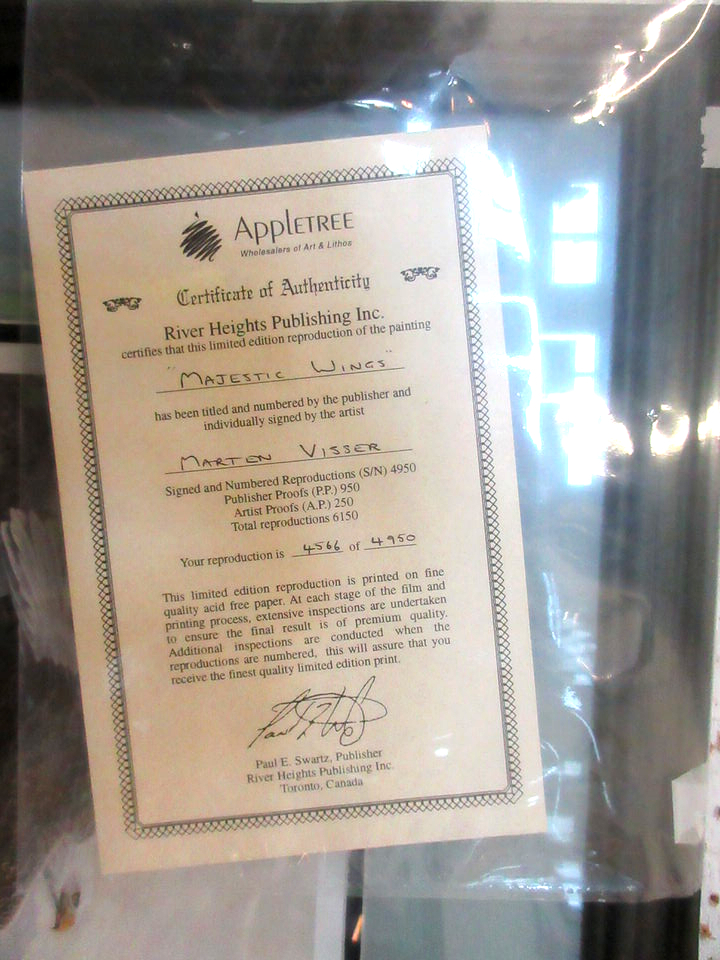 APPLETREE
Wholesalers of Art & Lithos
Certificate of Authenticity
River Heights Publishing Inc.
certifies that this limited edition reproduction of the painting
"MAJESTIC WINGS"
has been titled and numbered by the publisher and
individually signed by the artist
MARTEN VISSER
Signed and Numbered Reproductions (S/N) 4950
Publisher Proofs (P.P.) 950
Artist Proofs (A.P.) 250
Total reproductions 6150
Your reproduction is 4566 of 4950
This limited edition reproduction is printed on fine
quality acid free paper. At each stage of the film and
printing process, extensive inspections are undertaken
to ensure the final result is of premium quality.
Additional inspections are conducted when the
reproductions are numbered, this will assure that you
receive the finest quality limited edition print.
Paul E. Swartz, Publisher
River Heights Publishing Inc.
Toronto, Canada